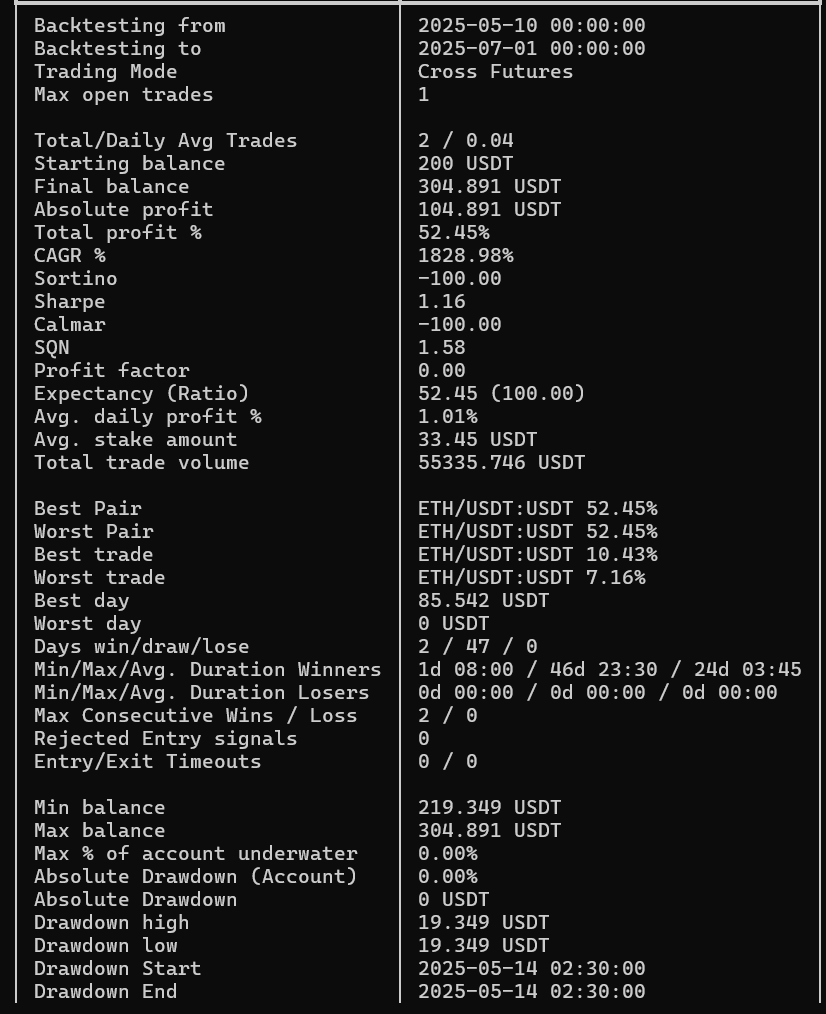 Backtesting from 2025-05-10 00:00:00
Backtesting to 2025-07-01 00:00:00
Trading Mode Cross Futures
Max open trades 1
Total/Daily Avg Trades 2 / 0.04
Starting balance 200 USDT
Final balance 304.891 USDT
Absolute profit 104.891 USDT
Total profit % 52.45%
CAGR % 1828.98%
Sortino -100.00
Sharpe 1.16
Calmar -100.00
SQN 1.58
Profit factor 0.00
Expectancy (Ratio) 52.45 (100.00)
Avg. daily profit % 1.01%
Avg. stake amount 33.45 USDT
Total trade volume 55335.746 USDT
Best Pair ETH/USDT:USDT 52.45%
Worst Pair ETH/USDT:USDT 52.45%
Best trade ETH/USDT:USDT 10.43%
Worst trade ETH/USDT:USDT 7.16%
Best day 85.542 USDT
Worst day 0 USDT
Days win/draw/lose 2 / 47 / 0
Min/Max/Avg. Duration Winners 1d 08:00 / 46d 23:30 / 24d 03:45
Min/Max/Avg. Duration Losers 0d 00:00 / 0d 00:00 / 0d 00:00
Max Consecutive Wins / Loss 2 / 0
Rejected Entry signals 0
Entry/Exit Timeouts 0 / 0
Min balance 219.349 USDT
Max balance 304.891 USDT
Max % of account underwater 0.00%
Absolute Drawdown (Account) 0.00%
Absolute Drawdown 0 USDT
Drawdown high 19.349 USDT
Drawdown low 19.349 USDT
Drawdown Start 2025-05-14 02:30:00
Drawdown End 2025-05-14 02:30:00